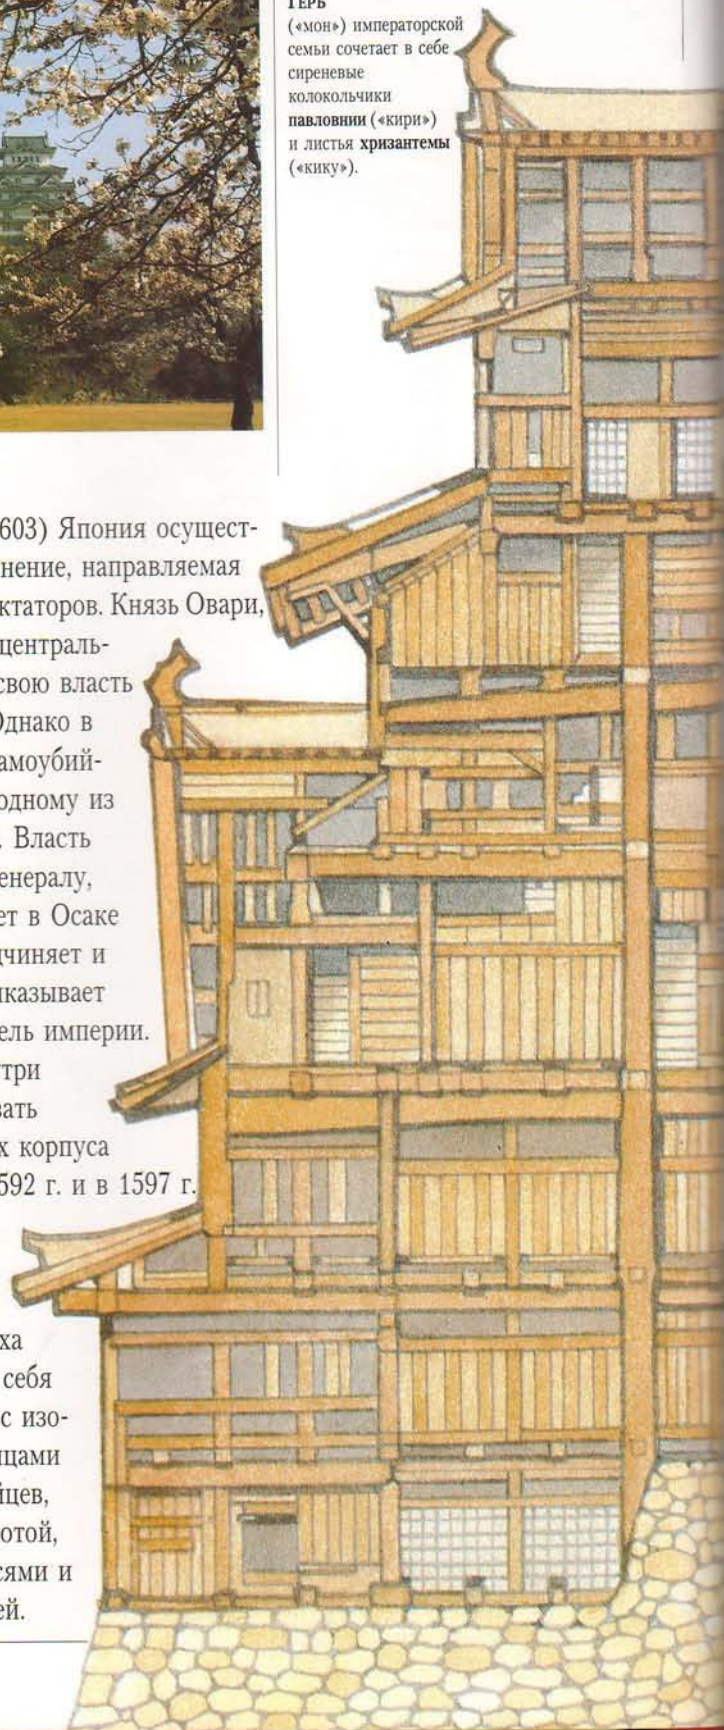 ГЕРБ
(«мон») императорской
семьи сочетает в себе
сиреневые
колокольчики
павловнии («кири»)
и листья хризантемы
(«кику»).
603) Япония осущест-
нение, направляемая
ктаторов. Князь Овари,
централь-
свою власть
Однако в
амоубий-
одному из
. Власть
енералу,
ет в Осаке
дчиняет и
иказывает
ель империи.
три
вать
х корпуса
592 г. и в 1597 г.
ха
себя
с изо-
цами
йцев,
отой,
сями и
ей.